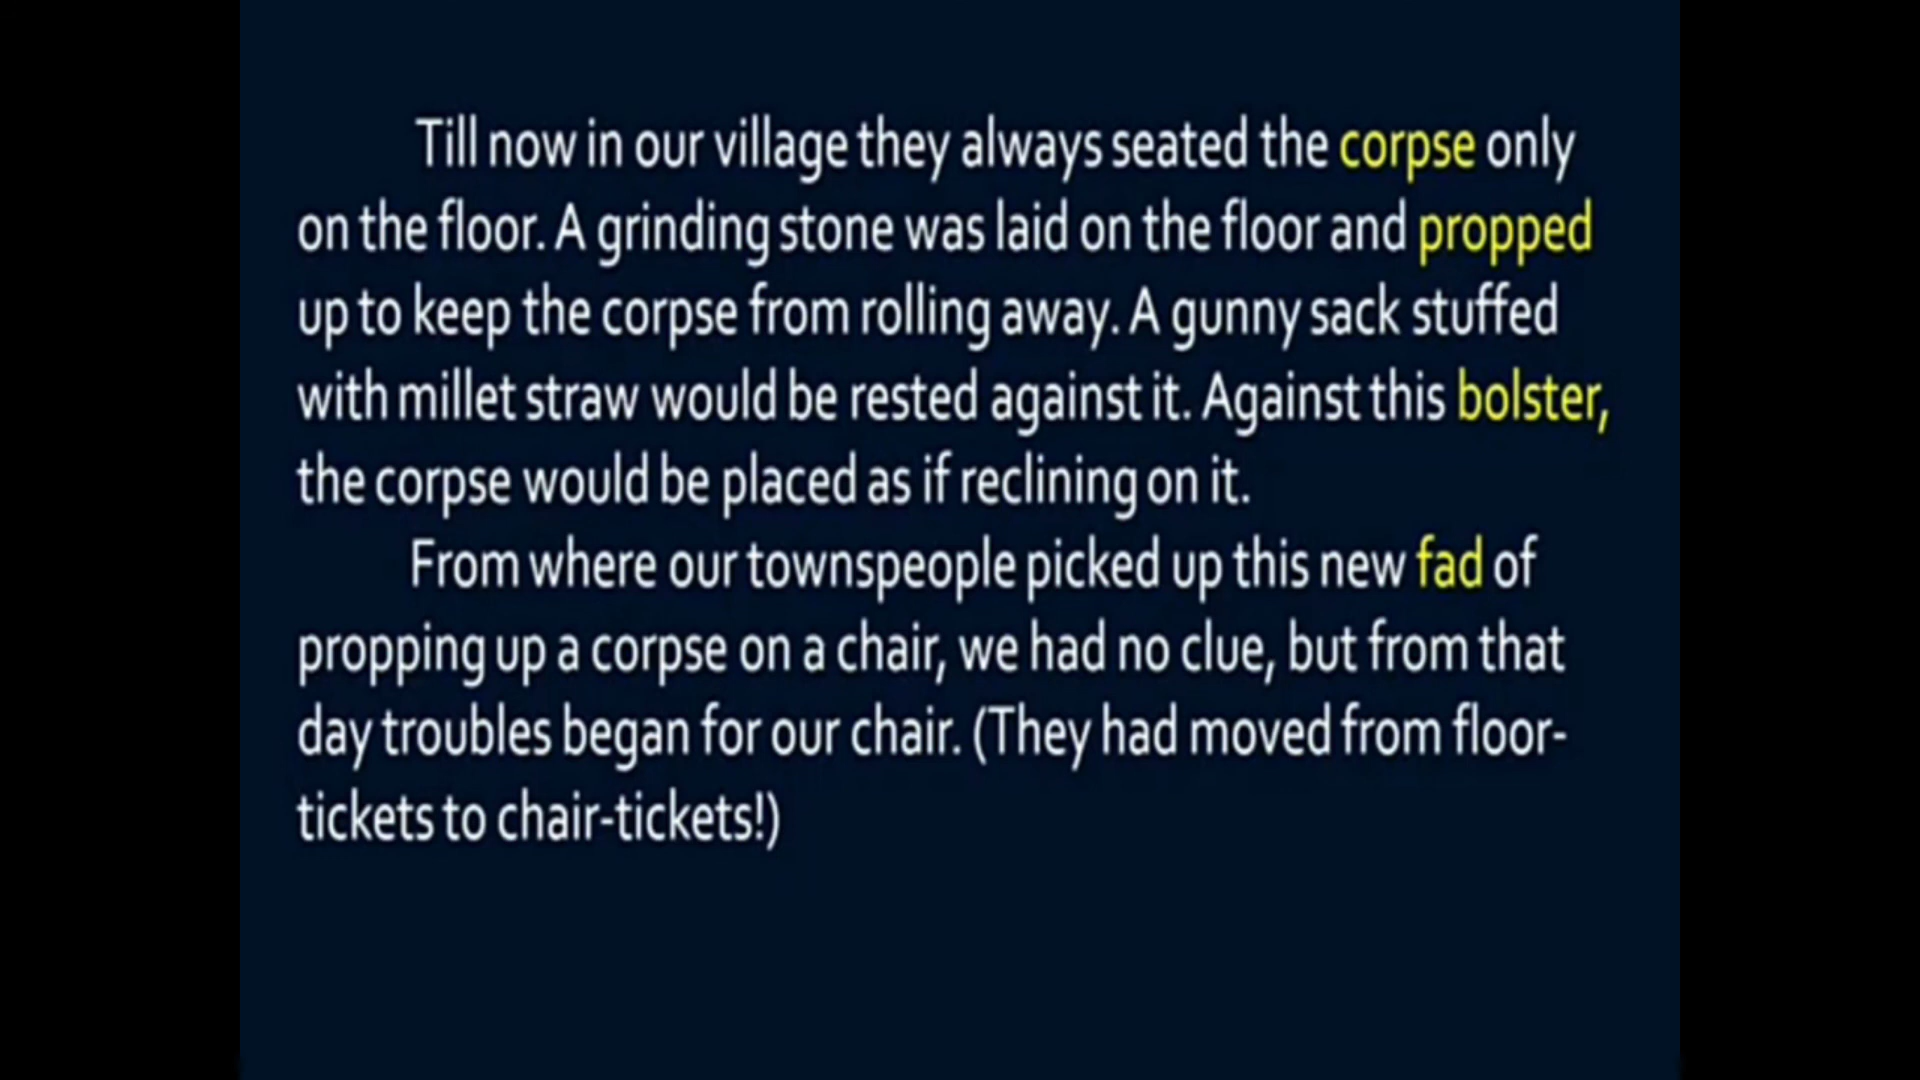 Till now in our village they always seated the corpse only
on the floor. A grinding stone was laid on the floor and propped
up to keep the corpse from rolling away. A gunny sack stuffed
with millet straw would be rested against it. Against this bolster,
the corpse would be placed as if reclining on it.
From where our townspeople picked up this new fad of
propping up a corpse on a chair, we had no clue, but from that
day troubles began for our chair. (They had moved from floor-
tickets to chair-tickets!)